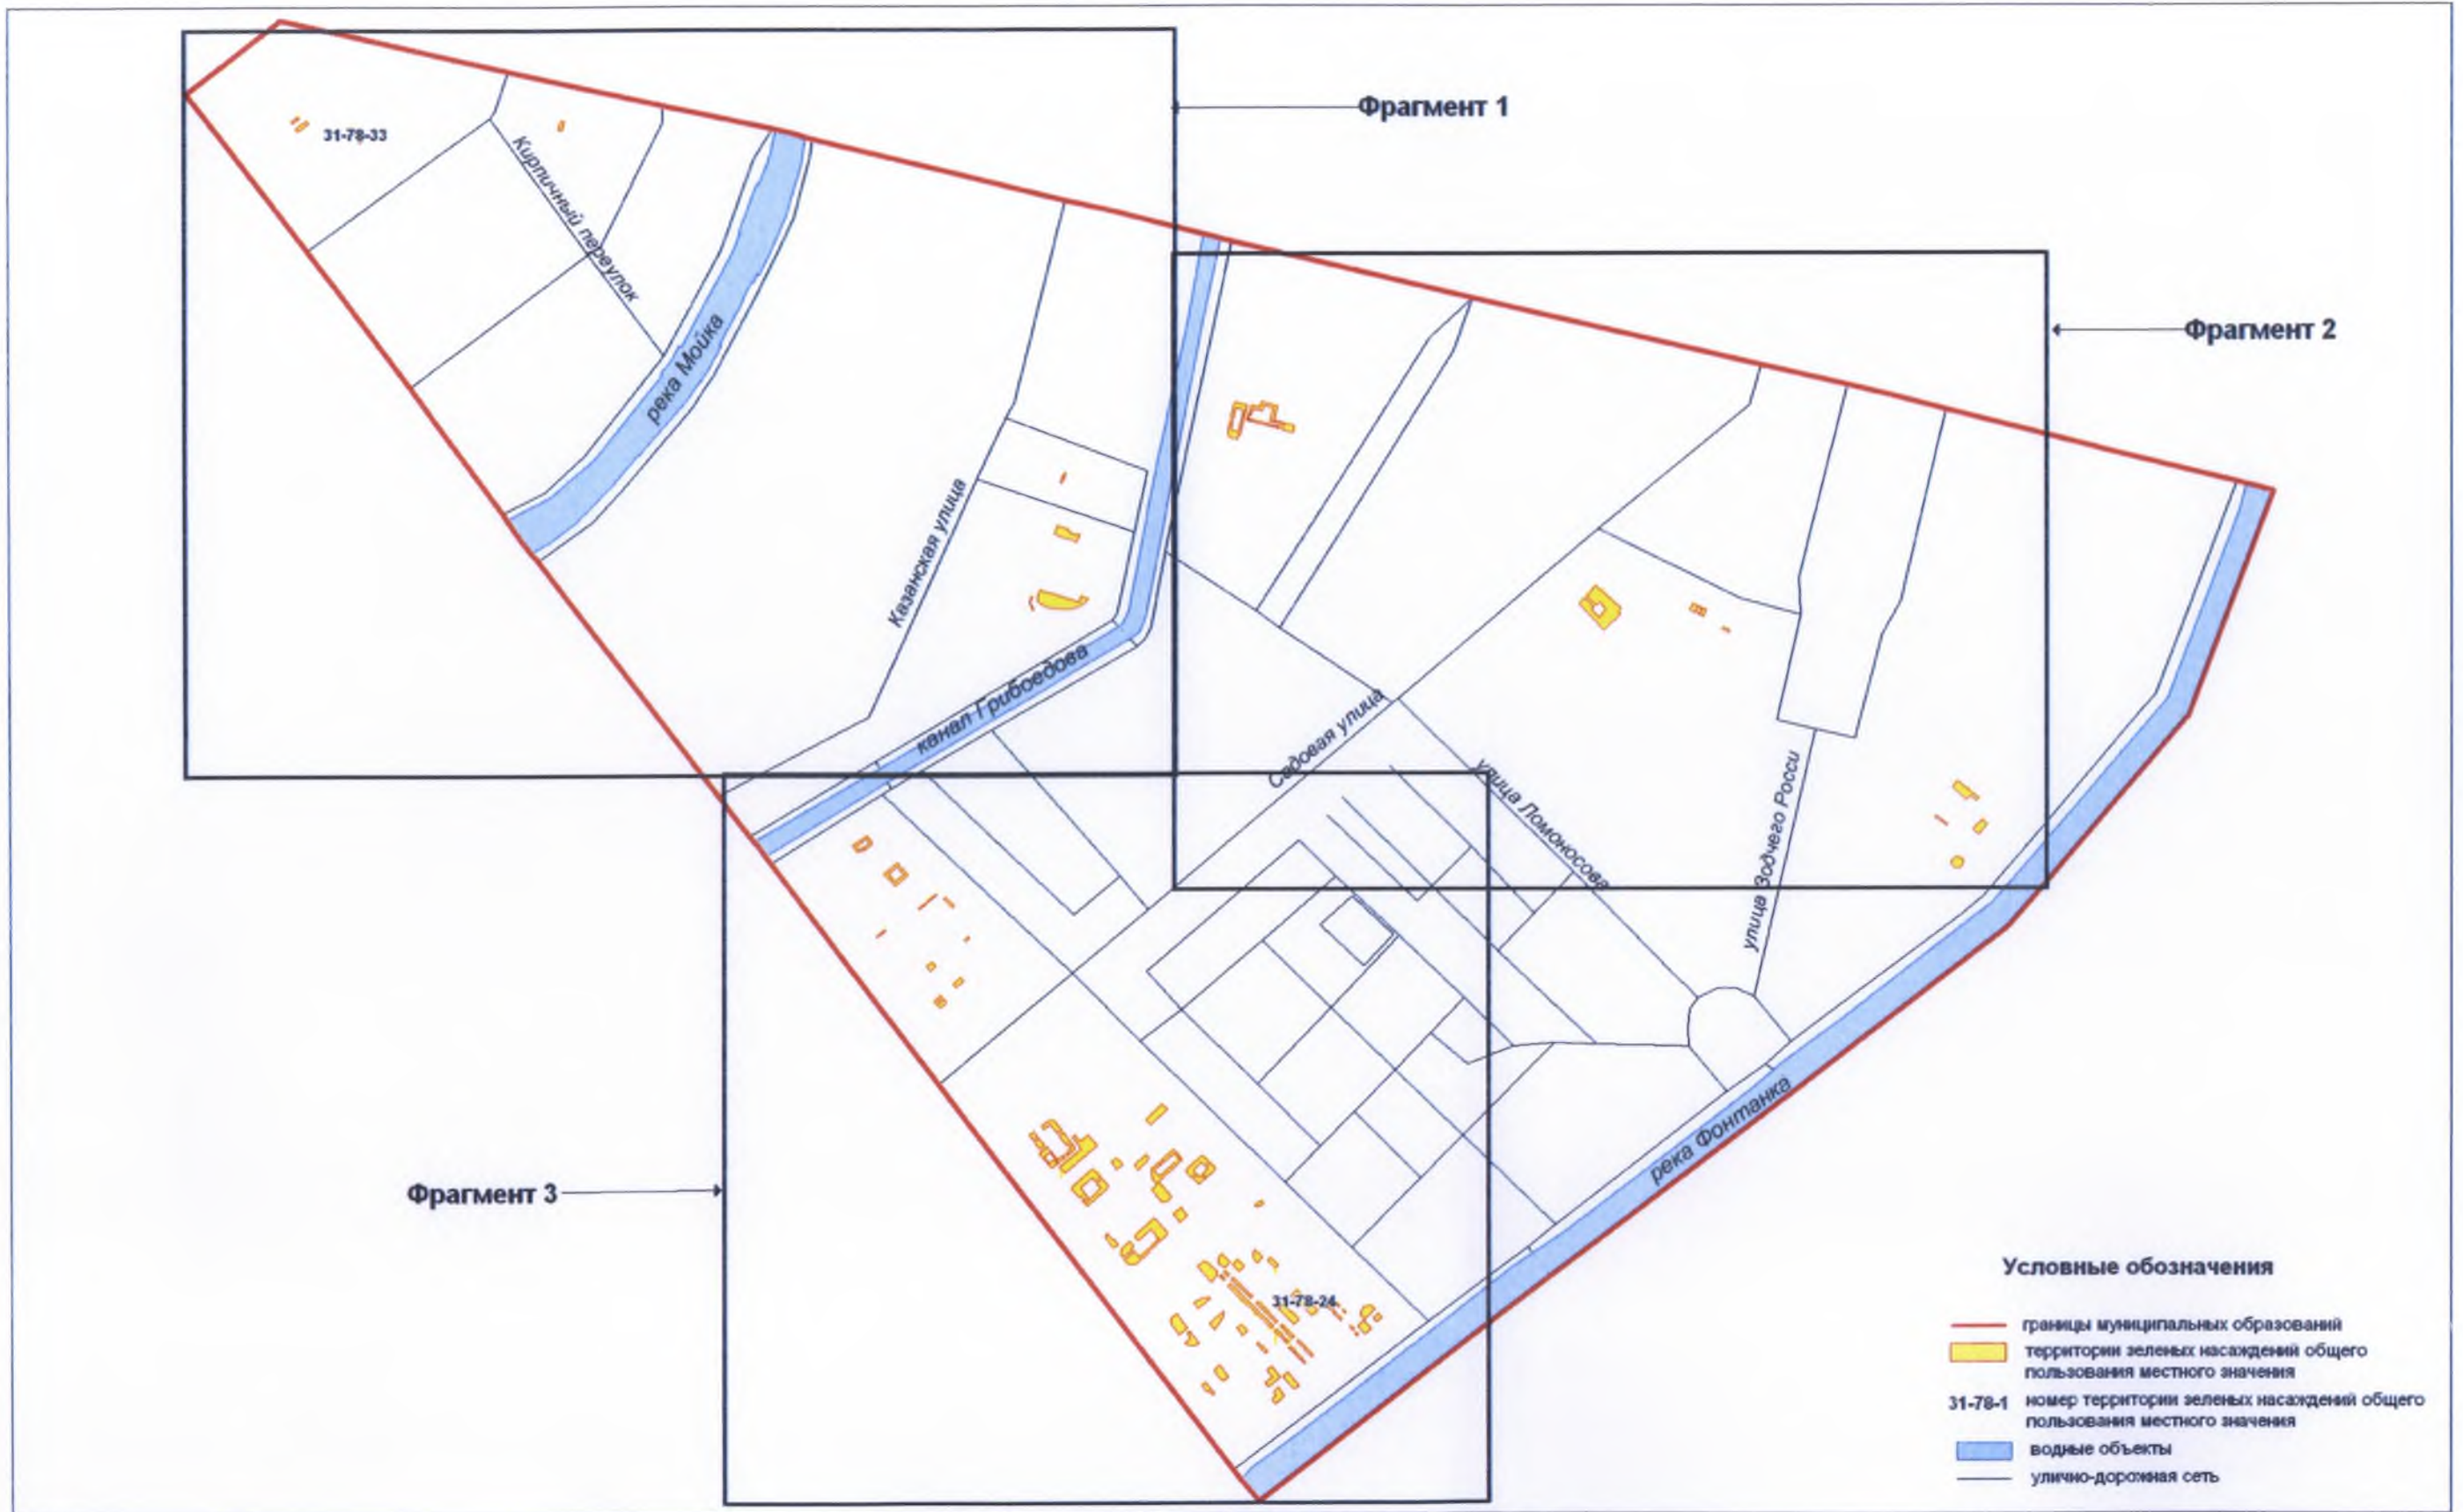 Фрагмент 1
31-78-33
Кирпичный переулок
Фрагмент 2
река Мойка
Казанская улица
канал Грибоедова
Садовая улица
улица Ломоносова
улица Зодчего Росси
река Фонтанка
Фрагмент 3
31-78-24
Условные обозначения
границы муниципальных образований
территории зеленых насаждений общего
пользования местного значения
31-78-1 номер территории зеленых насаждений общего
пользования местного значения
водные объекты
улично-дорожная сеть